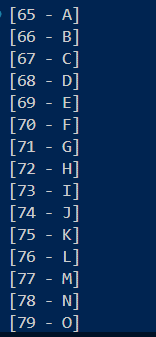 [65 - A]
[66 - B]
[67 - C]
[68 - D]
[69 - E]
[70 - F]
[71 - G]
[72 - H]
[73 - I]
[74 - J]
[75 - K]
[76 - L]
[77 - M]
[78 - N]
[79 - O]